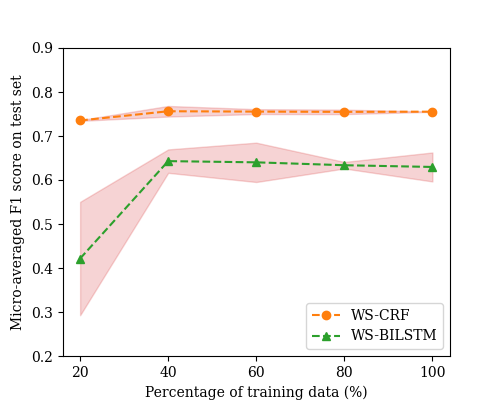 0.9
0.8
0.7
0.6
0.5
0.4
0.3
0.2
Micro-averaged F1 score on test set
20 40 60 80 100
Percentage of training data (%)
WS-CRF
WS-BILSTM